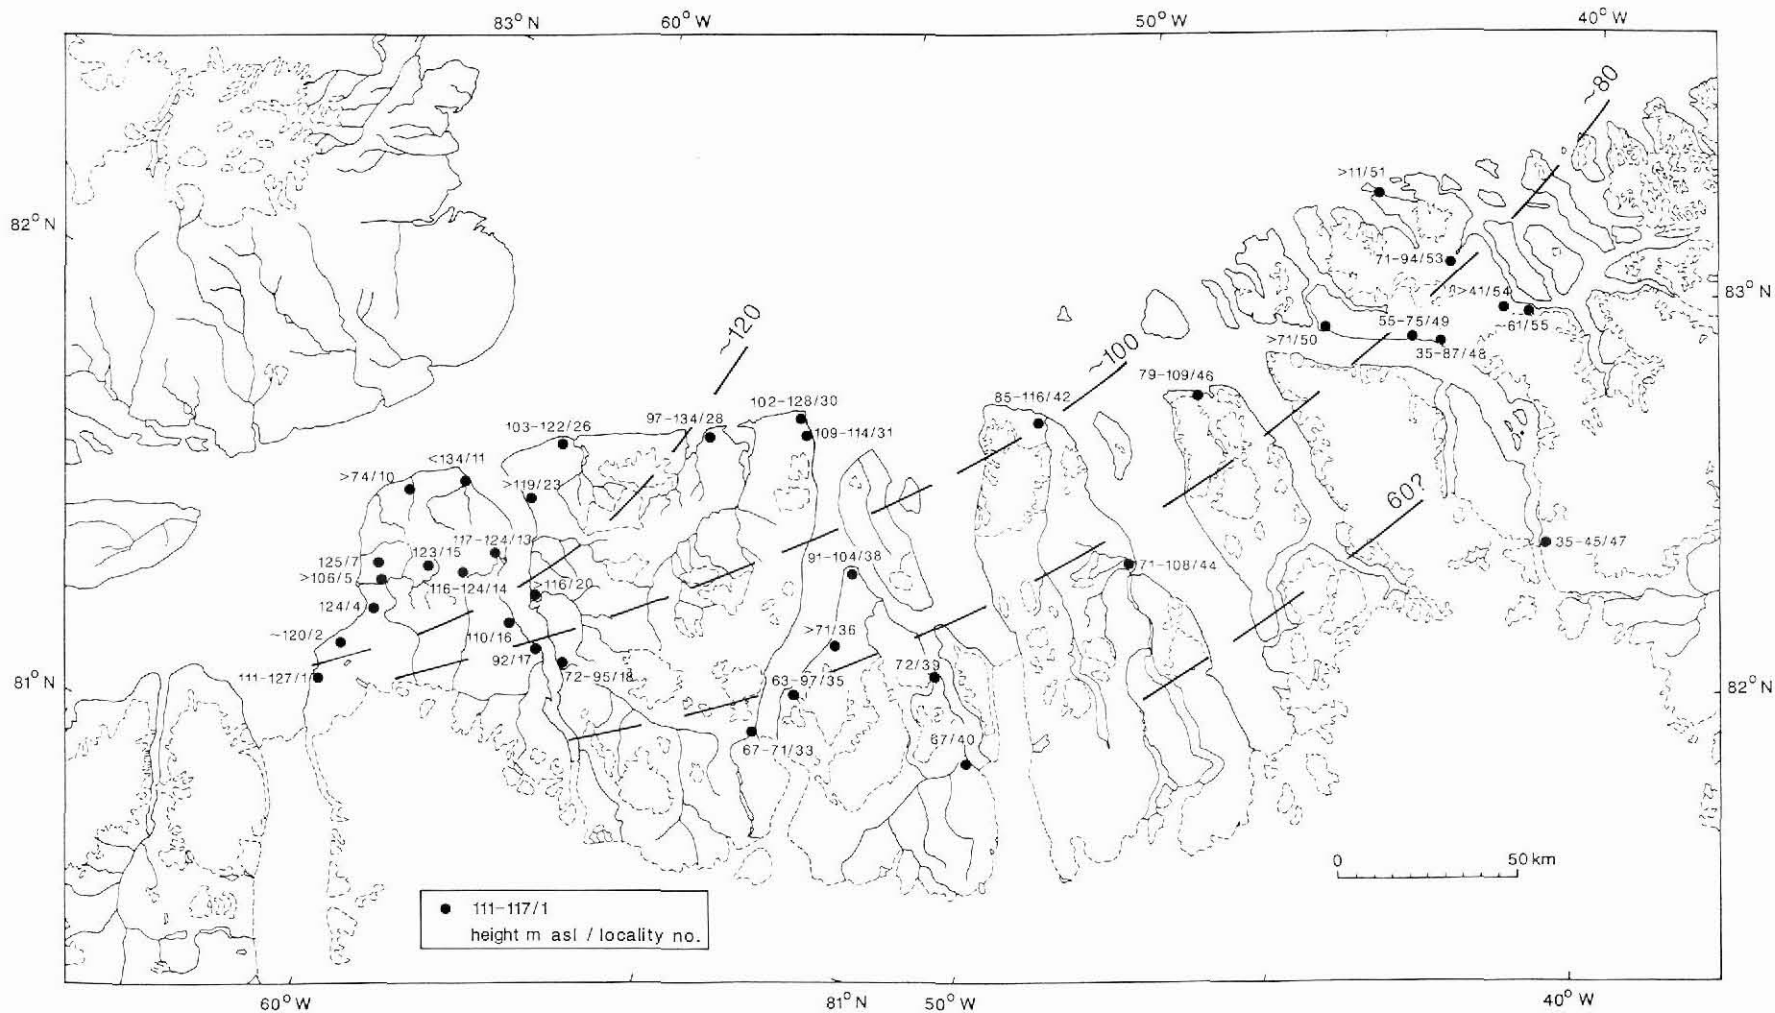 83° N
60° W
50° W
40° W
~80
>11/51
82° N
71-94/53
>41/54
83° N
~61/55
55-75/49
>71/50
35-87/48
~120
~100
79-109/46
102-128/30
85-116/42
97-134/28
103-122/26
109-114/31
<134/11
>74/10
>119/23
60?
117-124/13
35-45/47
123/15
125/7
91-104/38
71-108/44
>106/5
116-124/14
>116/20
124/4
110/16
~120/2
>71/36
92/17
72/39
111-127/1
72-95/18
63-97/35
81° N
82° N
67-71/33
67/40
0 50 km
111-117/1
height m asl / locality no.
60° W
81° N
50° W
40° W